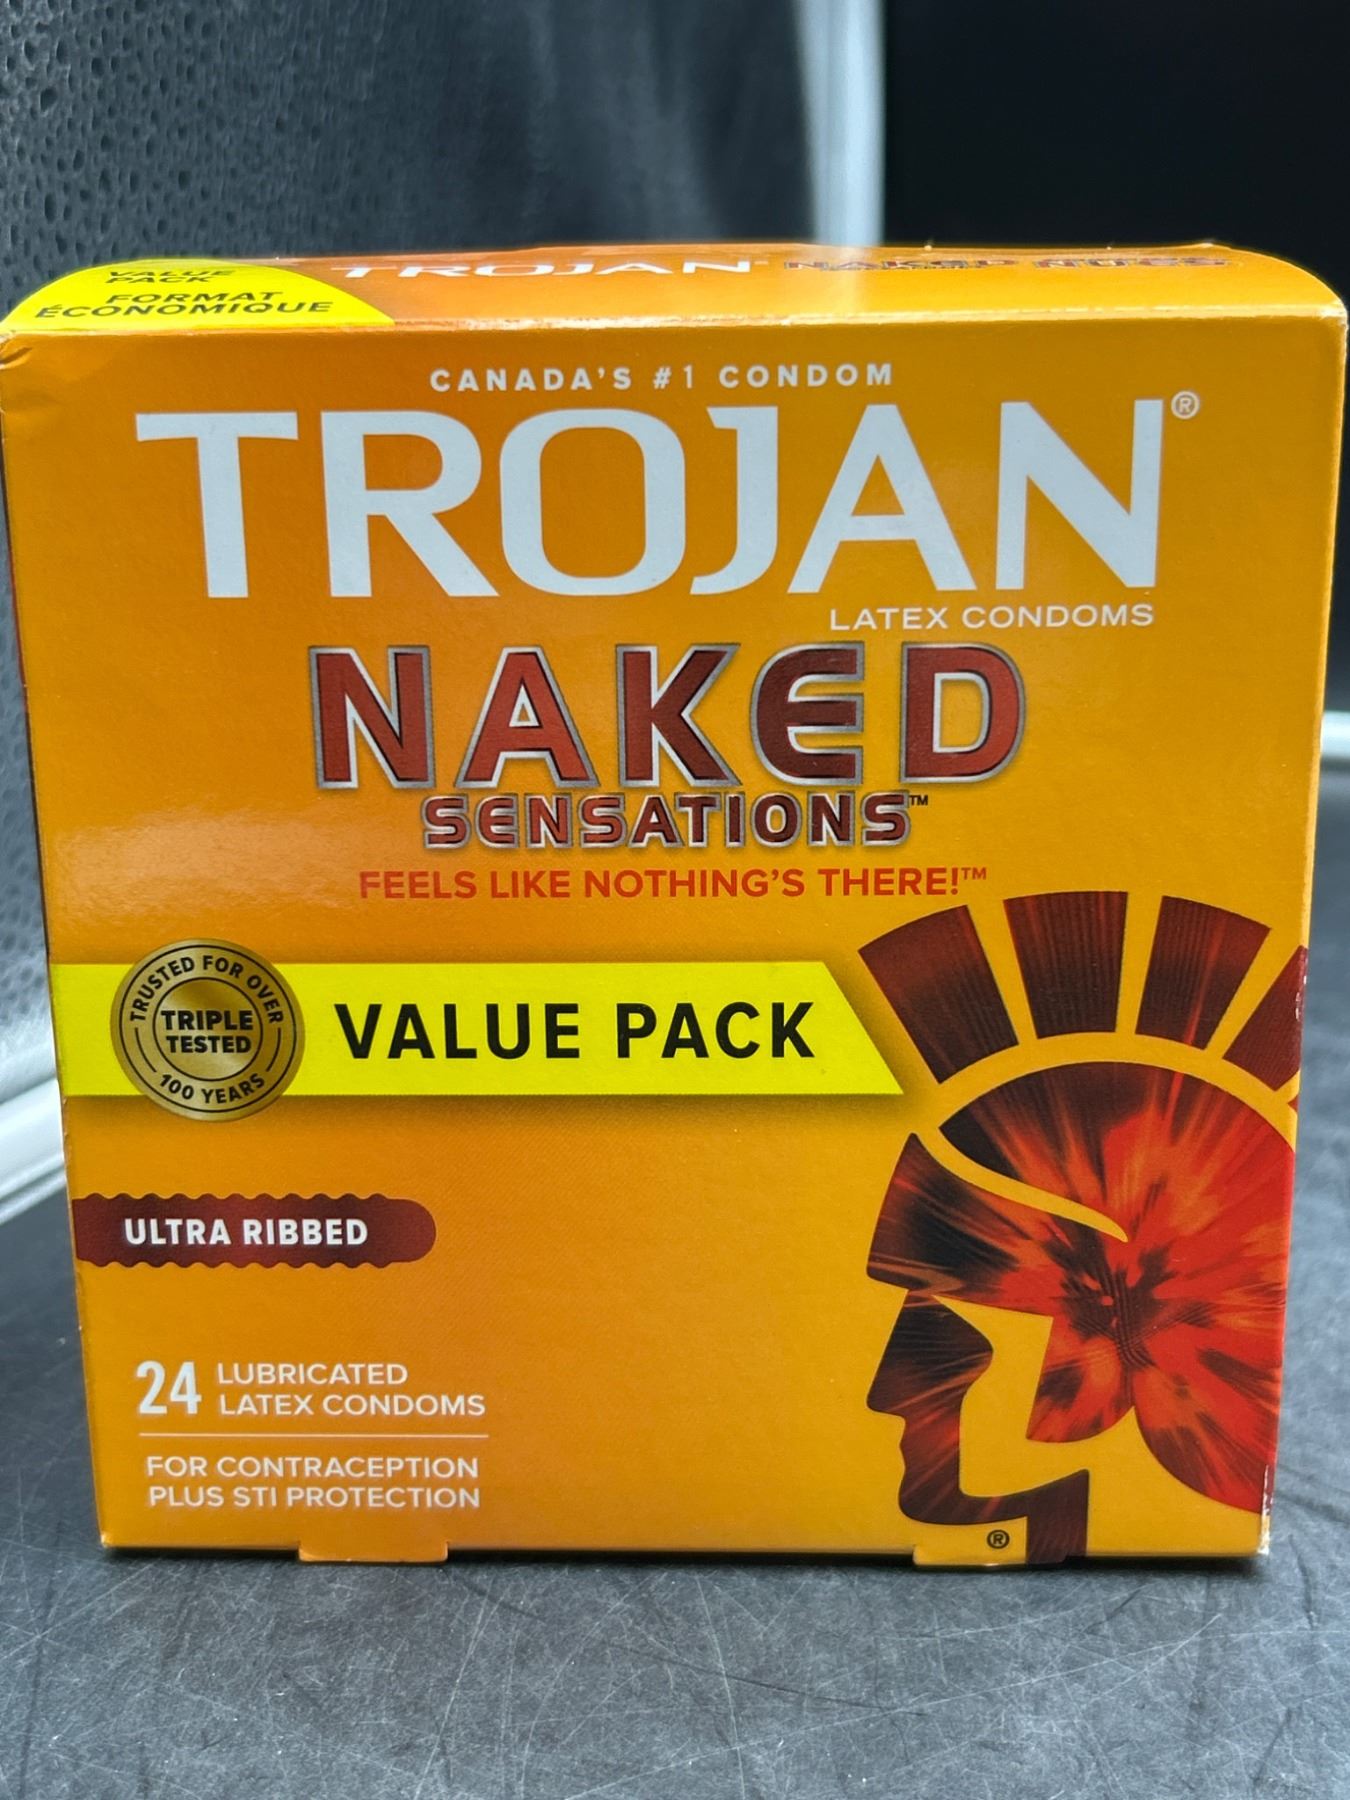 VALUE
PACK
FORMAT
ÉCONOMIQUE
TROJAN NAKED
CANADA'S #1 CONDOM
TROJAN®
LATEX CONDOMS
NAKED
SENSATIONS™
FEELS LIKE NOTHING'S THERE!™
TRUSTED FOR OVER
TRIPLE
TESTED
100 YEARS
VALUE PACK
ULTRA RIBBED
24 LUBRICATED
LATEX CONDOMS
FOR CONTRACEPTION
PLUS STI PROTECTION
®